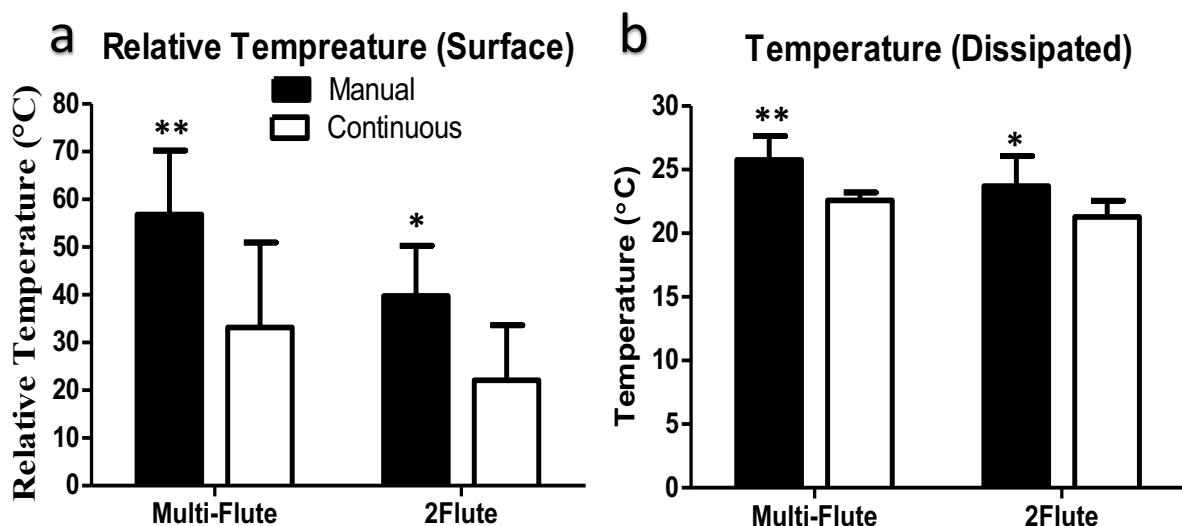 a Relative Tempreature (Surface)
Manual
Continuous
Relative Temperature (°C)
80
70
60
50
40
30
20
10
0
**
*
Multi-Flute 2Flute
b Temperature (Dissipated)
Temperature (°C)
30
25
20
15
10
5
0
**
*
Multi-Flute 2Flute